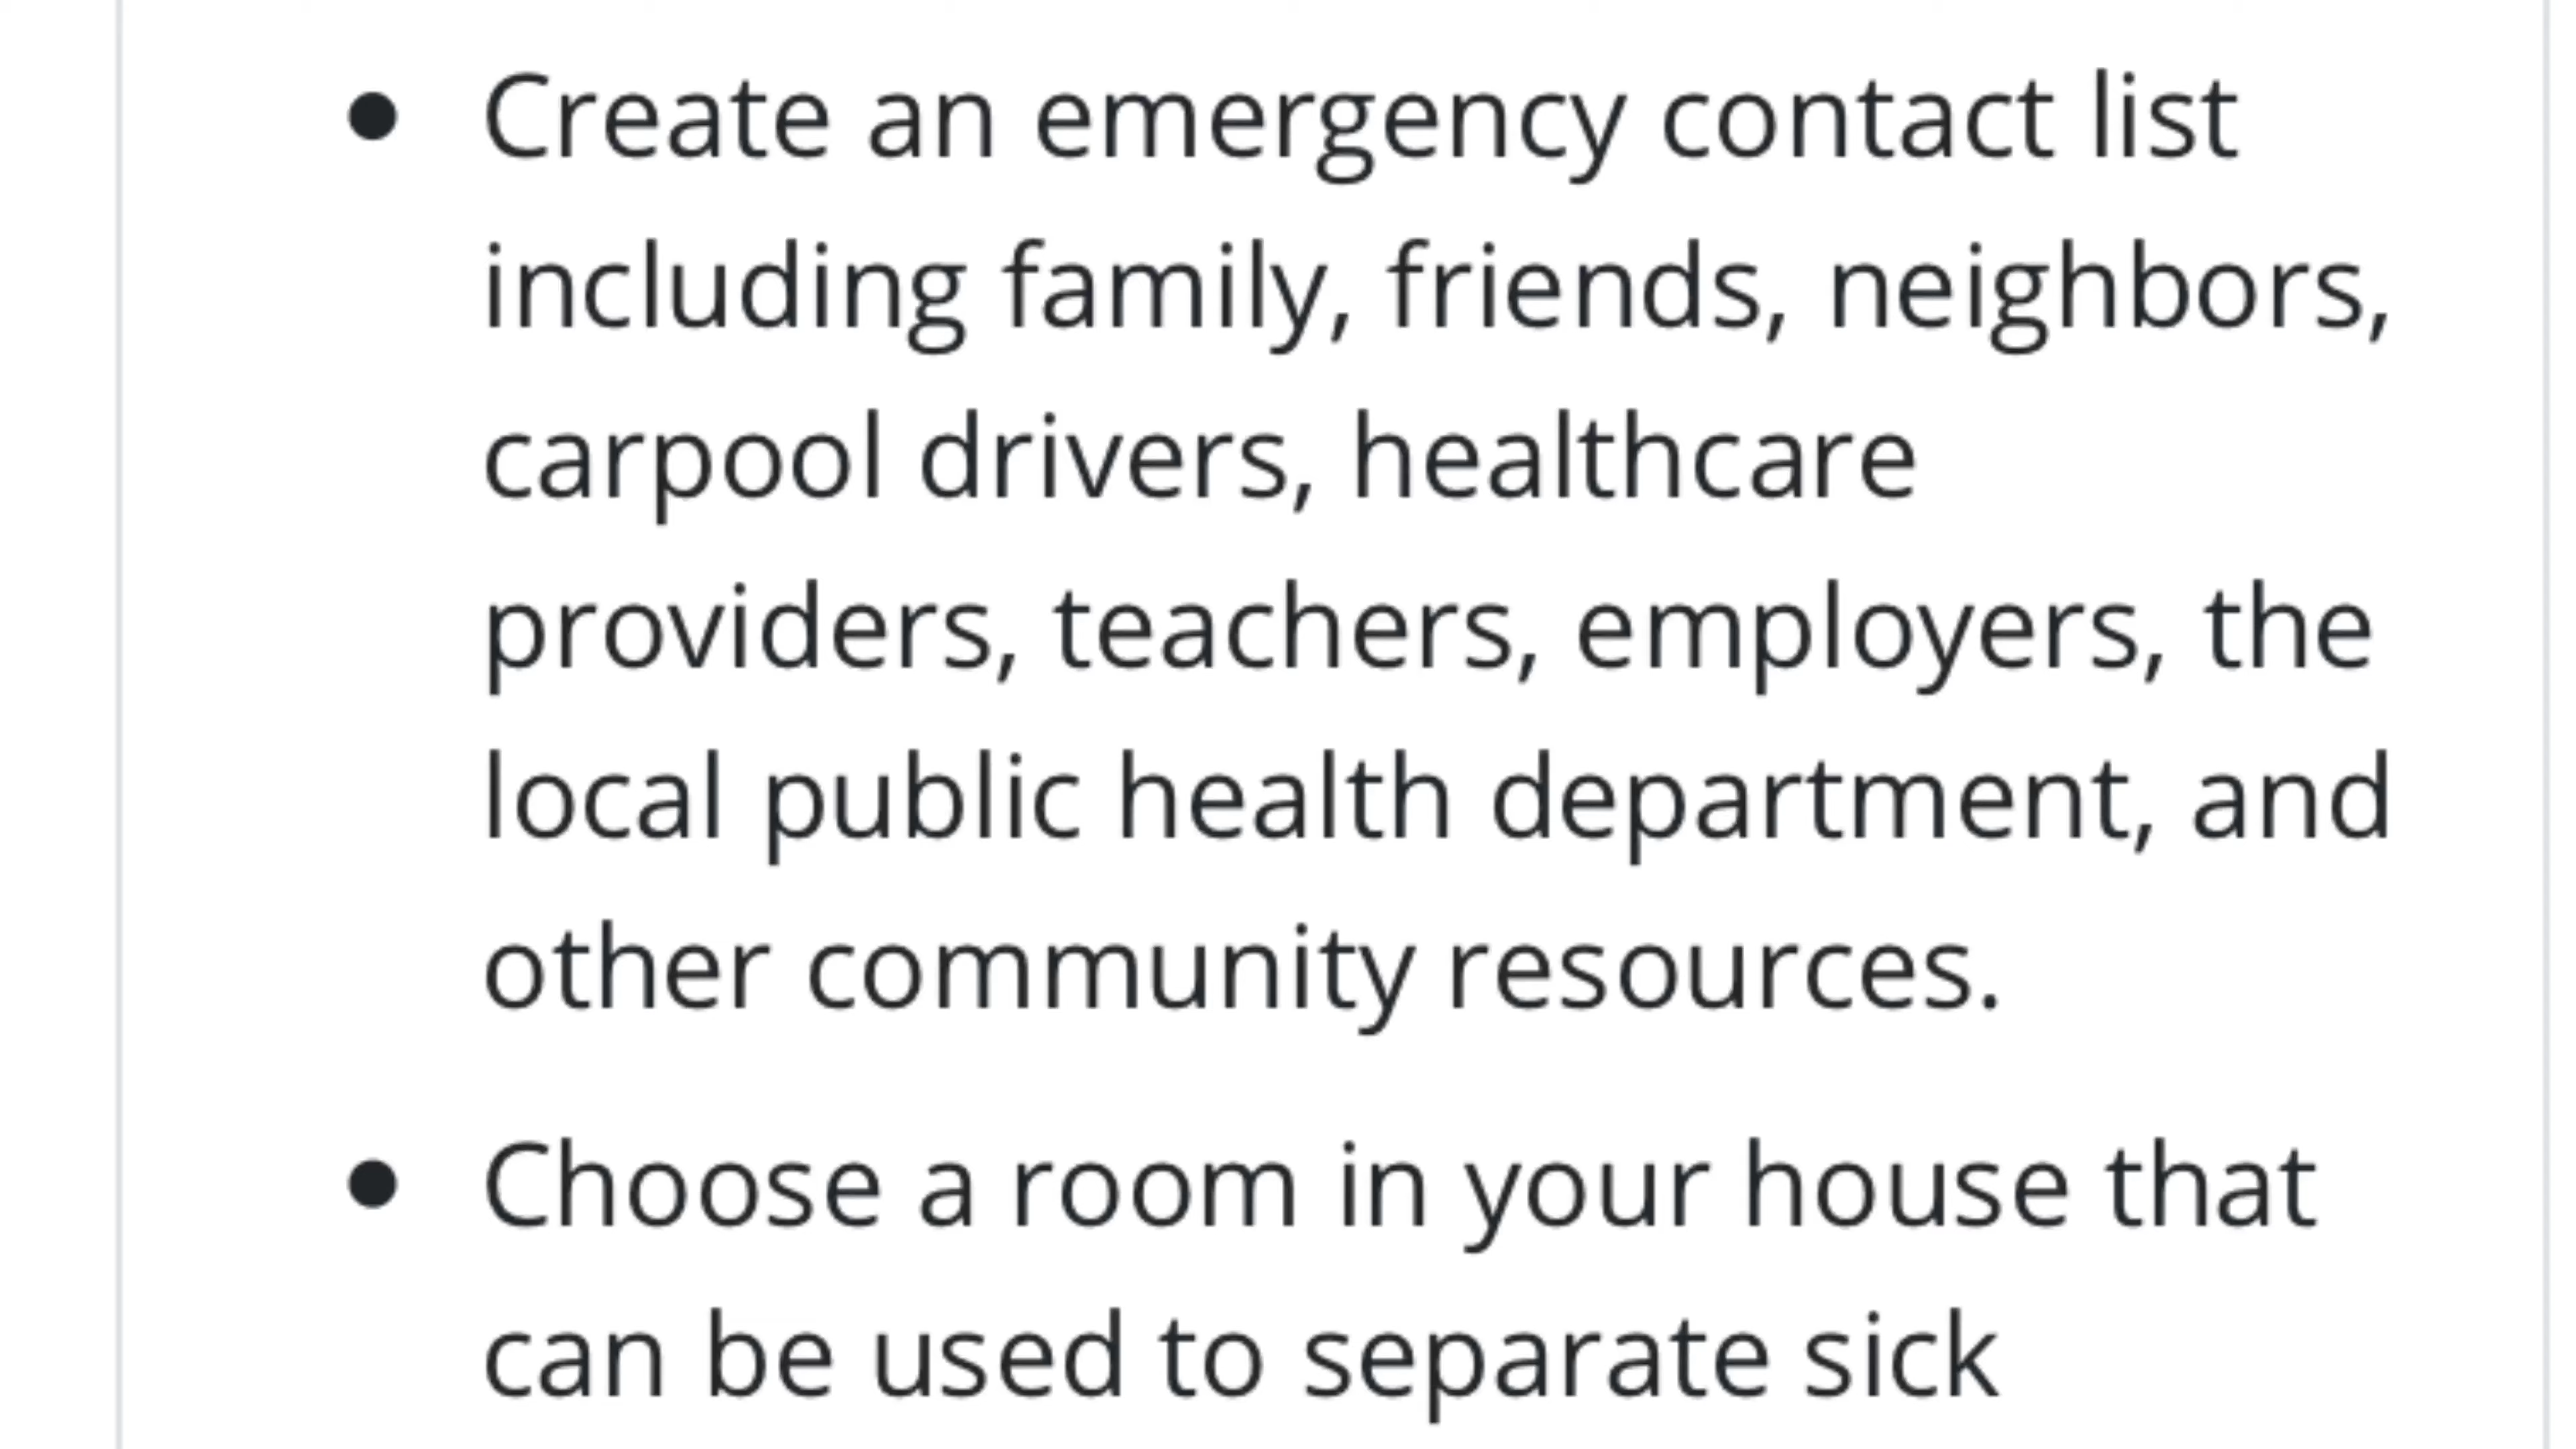 • Create an emergency contact list
including family, friends, neighbors,
carpool drivers, healthcare
providers, teachers, employers, the
local public health department, and
other community resources.
• Choose a room in your house that
can be used to separate sick